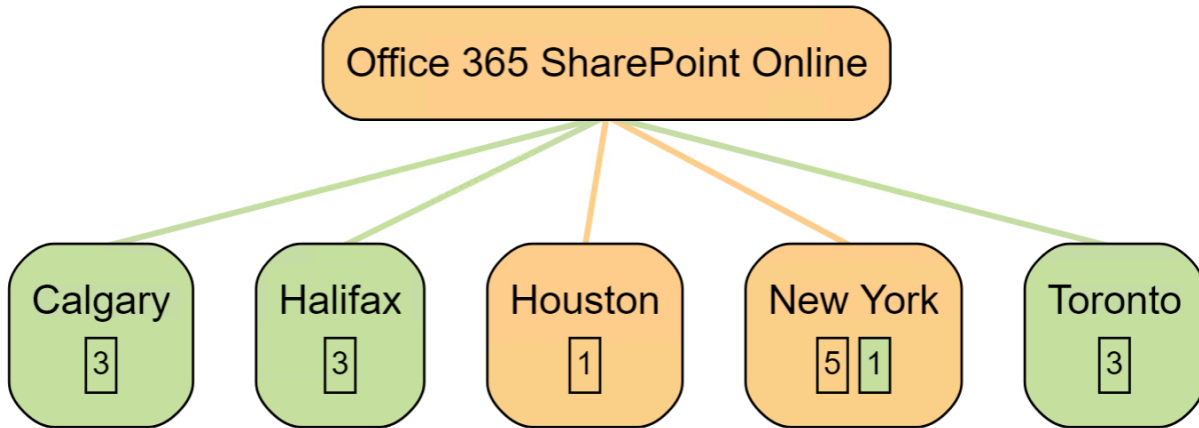 Office 365 SharePoint Online
Calgary
3
Halifax
3
Houston
1
New York
5 1
Toronto
3